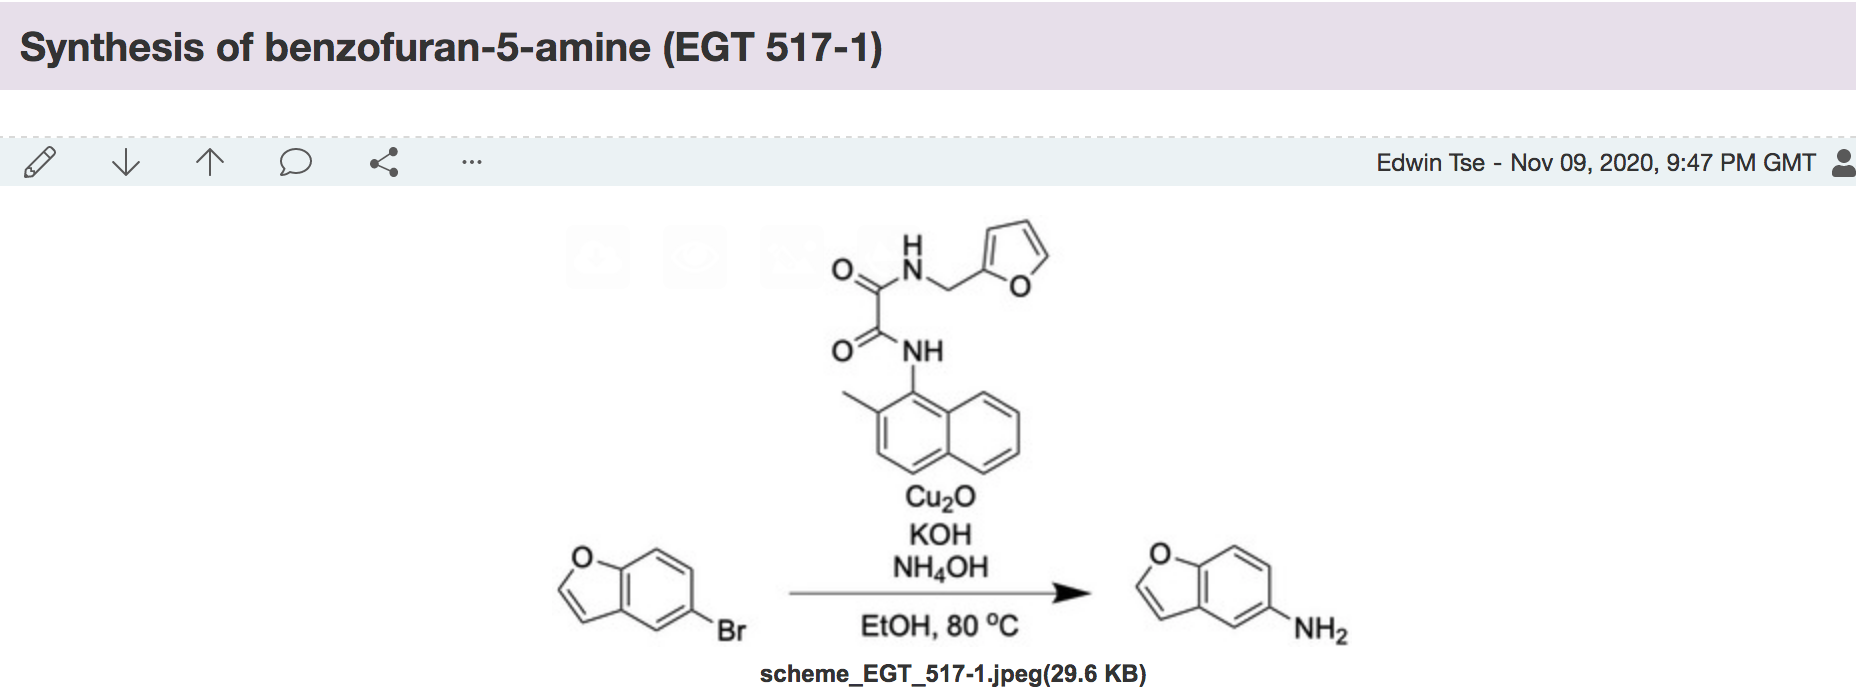 Synthesis of benzofuran-5-amine (EGT 517-1)
... Edwin Tse - Nov 09, 2020, 9:47 PM GMT
H
O N O
O NH
Cu₂O
KOH
NH₄OH
O Br
EtOH, 80 ºC
O NH₂
scheme_EGT_517-1.jpeg(29.6 KB)